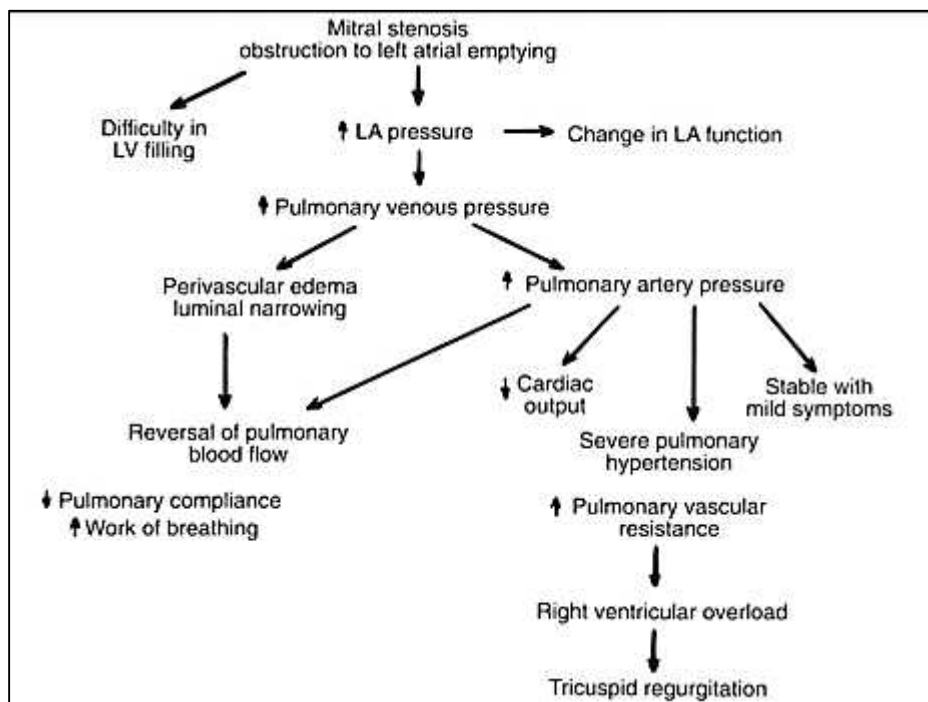 Mitral stenosis
obstruction to left atrial emptying
Difficulty in
LV filling
↑ LA pressure
Change in LA function
↑ Pulmonary venous pressure
Perivascular edema
luminal narrowing
↑ Pulmonary artery pressure
↓ Cardiac
output
Stable with
mild symptoms
Reversal of pulmonary
blood flow
Severe pulmonary
hypertension
↓ Pulmonary compliance
↑ Work of breathing
↑ Pulmonary vascular
resistance
Right ventricular overload
Tricuspid regurgitation